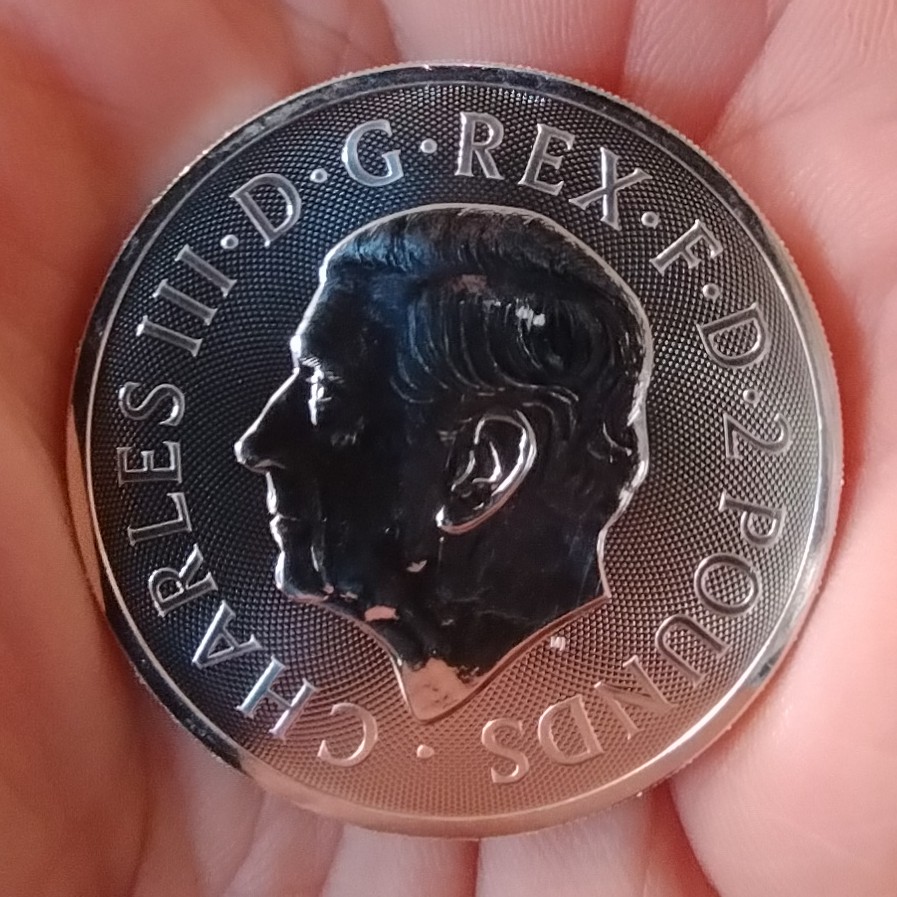 · CHARLES III · D · G · REX · F · D · 2 POUNDS